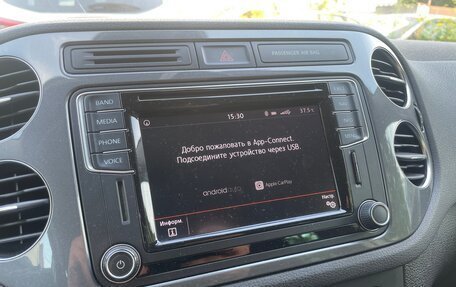 PASSENGER AIR BAG
BAND
MEDIA
PHONE
VOICE
15:30
37.5
Добро пожаловать в App-Connect.
Подсоедините устройство через USB.
androidauto
Apple CarPlay
Информ.
Настр.
MENU